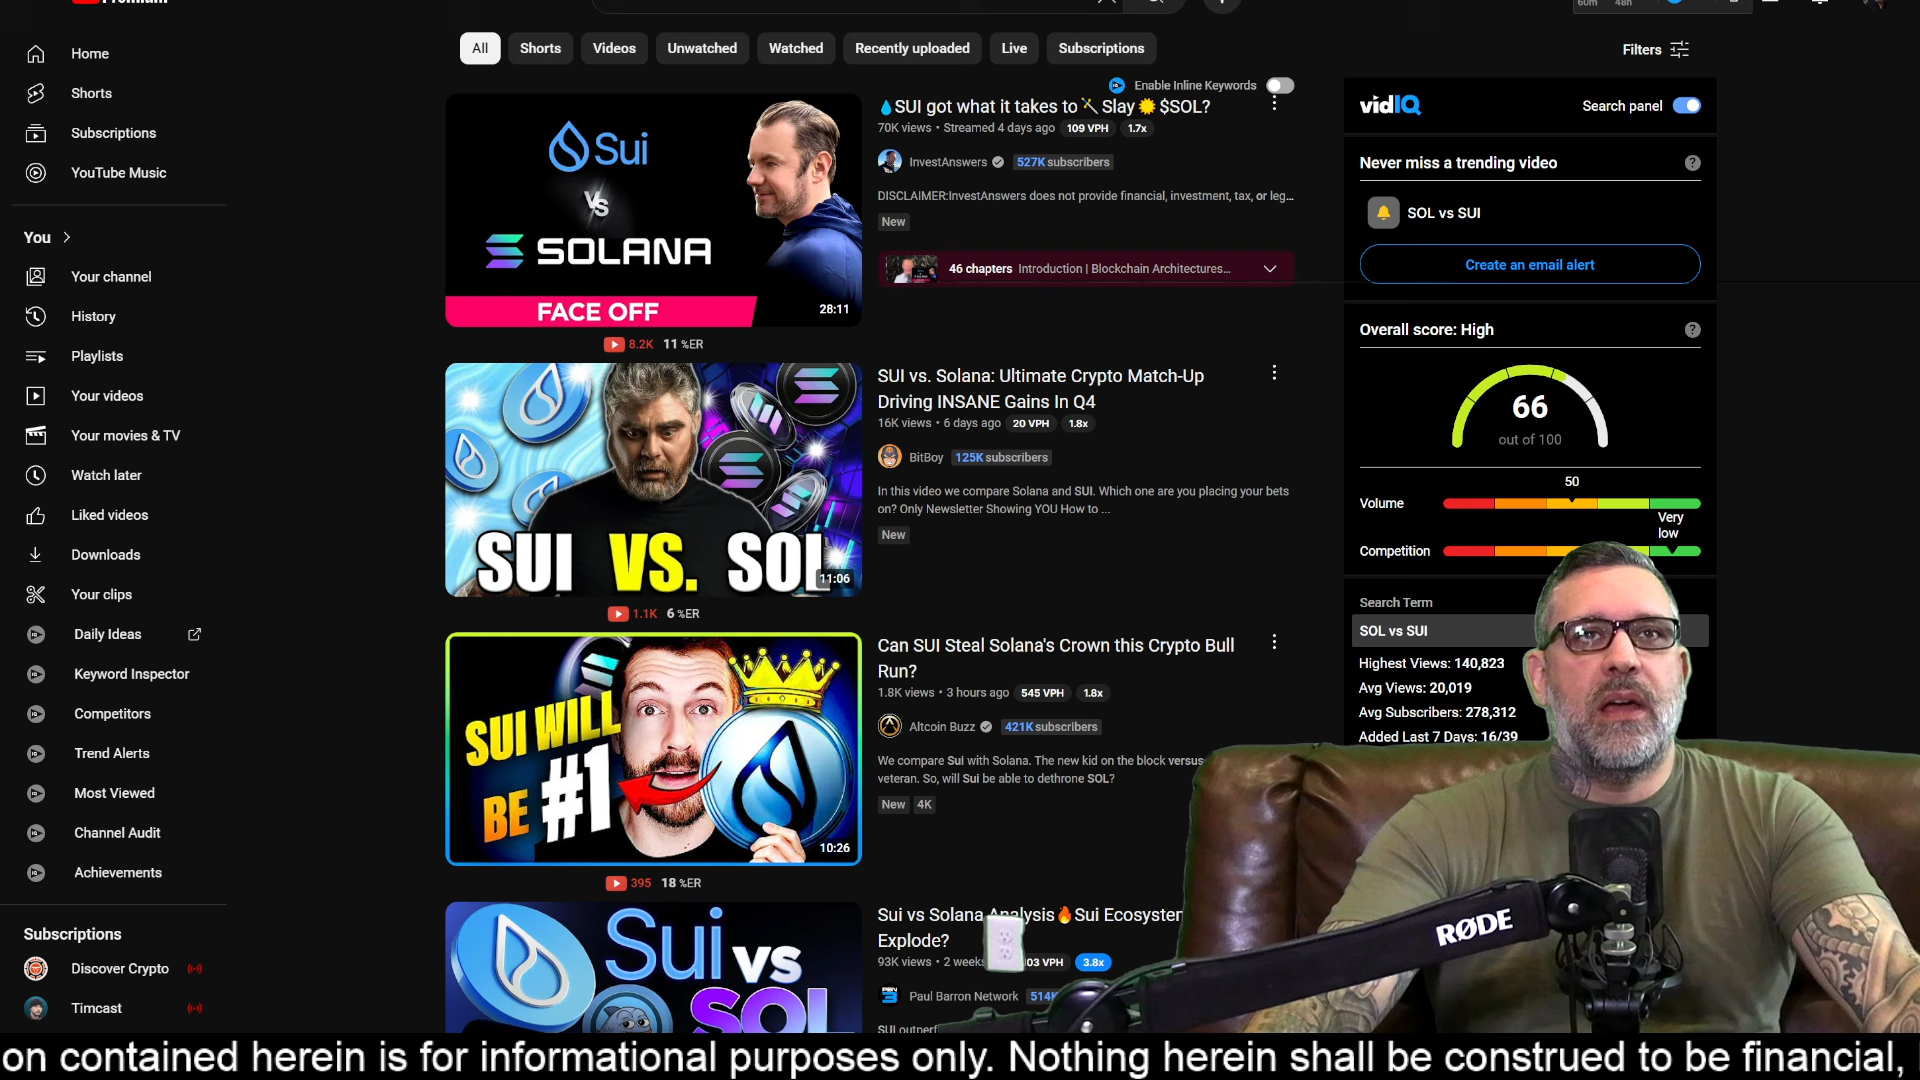 Premium
60m 48h
Home
Shorts
Subscriptions
YouTube Music
You
Your channel
History
Playlists
Your videos
Your movies & TV
Watch later
Liked videos
Downloads
Your clips
Daily Ideas
Keyword Inspector
Competitors
Trend Alerts
Most Viewed
Channel Audit
Achievements
Subscriptions
Discover Crypto
Timcast
All Shorts Videos Unwatched Watched Recently uploaded Live Subscriptions
Filters
Enable Inline Keywords
Sui
VS
SOLANA
FACE OFF
28:11
8.2K 11 %ER
SUI got what it takes to Slay $SOL?
70K views • Streamed 4 days ago 109 VPH 1.7x
InvestAnswers 527K subscribers
DISCLAIMER:InvestAnswers does not provide financial, investment, tax, or leg...
New
46 chapters Introduction | Blockchain Architectures...
SUI VS. SOL
11:06
1.1K 6 %ER
SUI vs. Solana: Ultimate Crypto Match-Up
Driving INSANE Gains In Q4
16K views • 6 days ago 20 VPH 1.8x
BitBoy 125K subscribers
In this video we compare Solana and SUI. Which one are you placing your bets
on? Only Newsletter Showing YOU How to ...
New
SUI WILL
BE #1
10:26
395 18 %ER
Can SUI Steal Solana's Crown this Crypto Bull
Run?
1.8K views • 3 hours ago 545 VPH 1.8x
Altcoin Buzz 421K subscribers
We compare Sui with Solana. The new kid on the block versus
veteran. So, will Sui be able to dethrone SOL?
New 4K
Sui vs
SOL
Sui vs Solana Analysis Sui Ecosyster
Explode?
93K views • 2 weeks 03 VPH 3.8x
Paul Barron Network 514K
SUI outperf
vidIQ
Search panel
Never miss a trending video
SOL vs SUI
Create an email alert
Overall score: High
66
out of 100
50
Volume
Very
low
Competition
Search Term
SOL vs SUI
Highest Views: 140,823
Avg Views: 20,019
Avg Subscribers: 278,312
Added Last 7 Days: 16/39
RØDE
on contained herein is for informational purposes only. Nothing herein shall be construed to be financial,